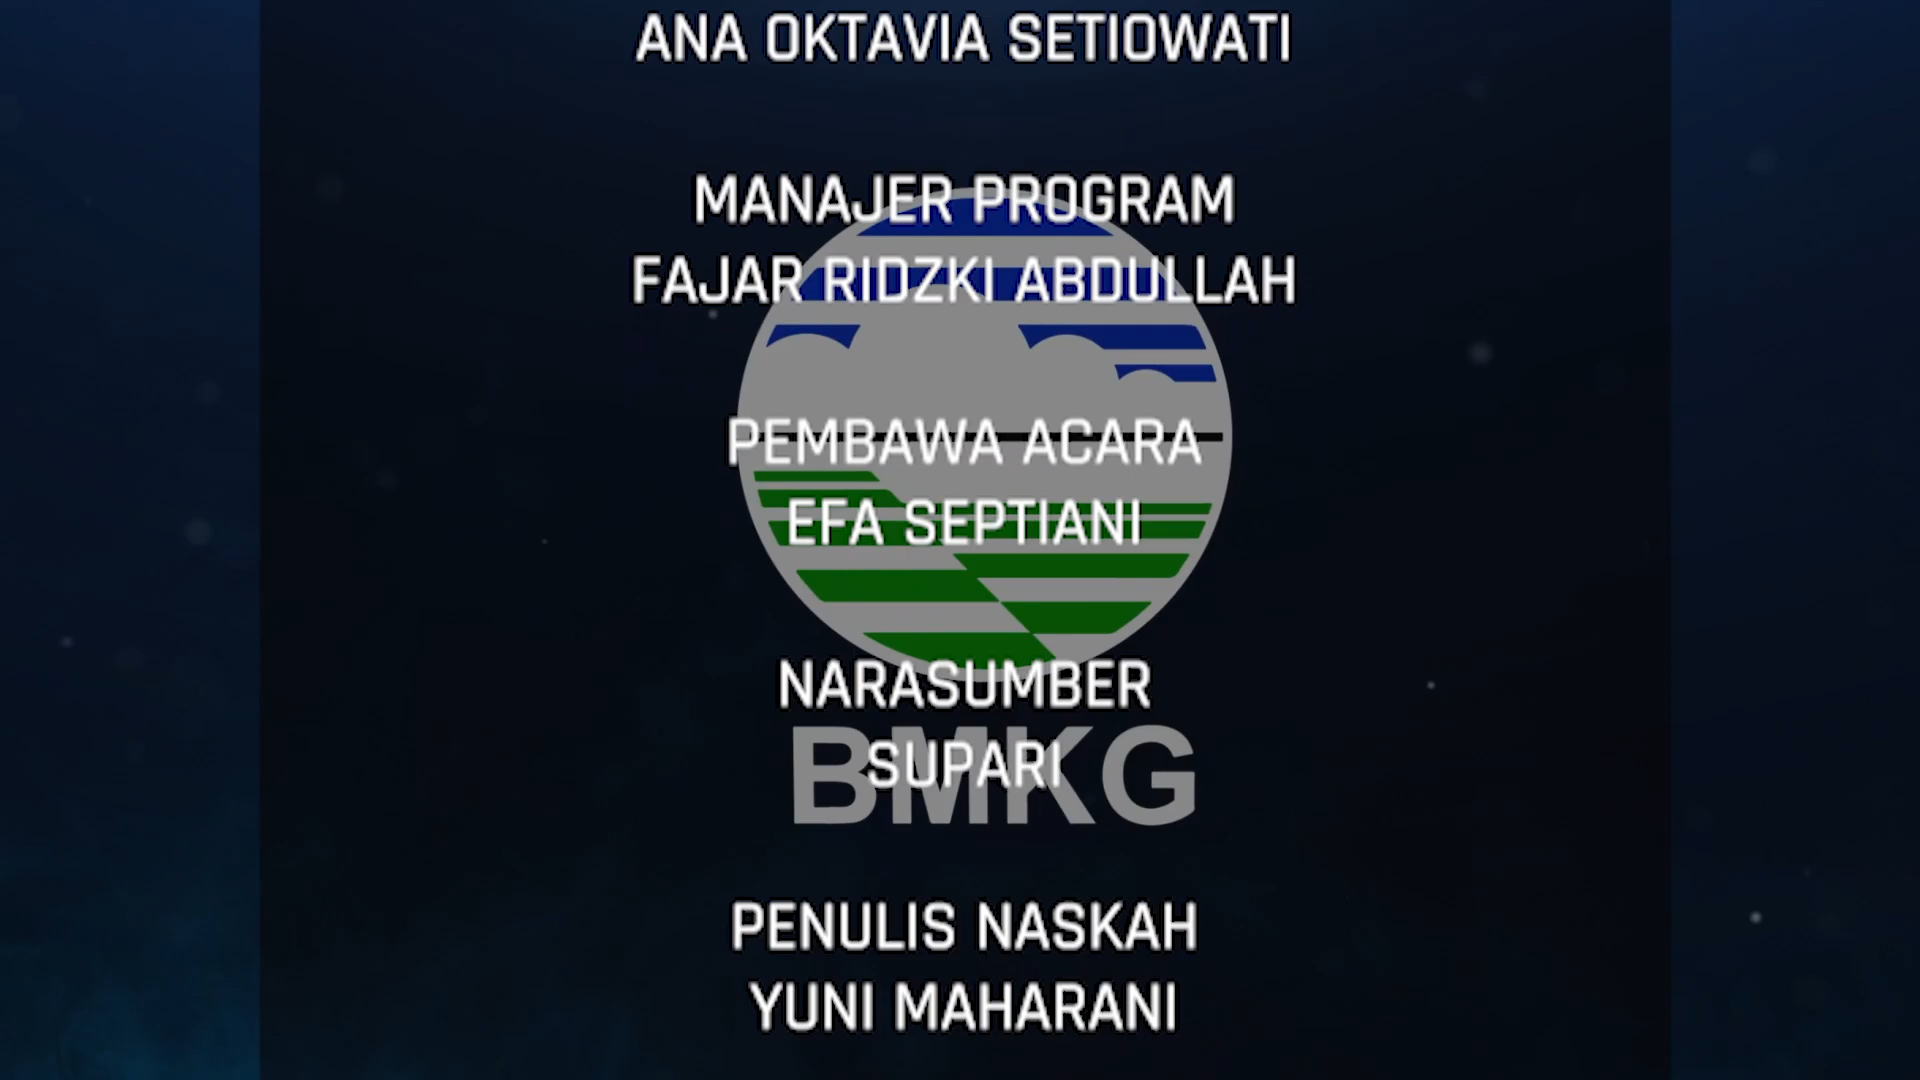 ANA OKTAVIA SETIOWATI
MANAJER PROGRAM
FAJAR RIDZKI ABDULLAH
PEMBAWA ACARA
EFA SEPTIANI
NARASUMBER
SUPARI
BMKG
PENULIS NASKAH
YUNI MAHARANI